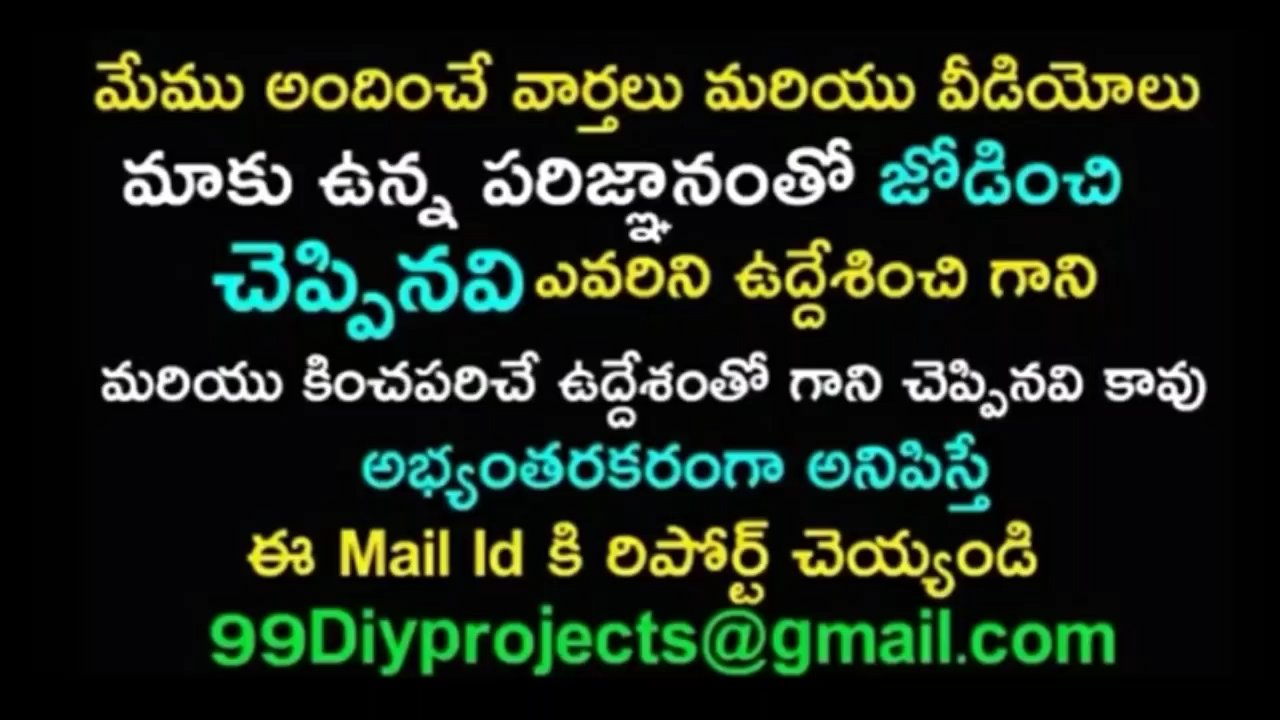 మేము అందించే వార్తలు మరియు వీడియోలు
మాకు ఉన్న పరిజ్ఞానంతో జోడించి
చెప్పినవి ఎవరిని ఉద్దేశించి గాని
మరియు కించపరిచే ఉద్దేశంతో గాని చెప్పినవి కావు
అభ్యంతరకరంగా అనిపిస్తే
ఈ Mail Id కి రిపోర్ట్ చెయ్యండి
99Diyprojects@gmail.com